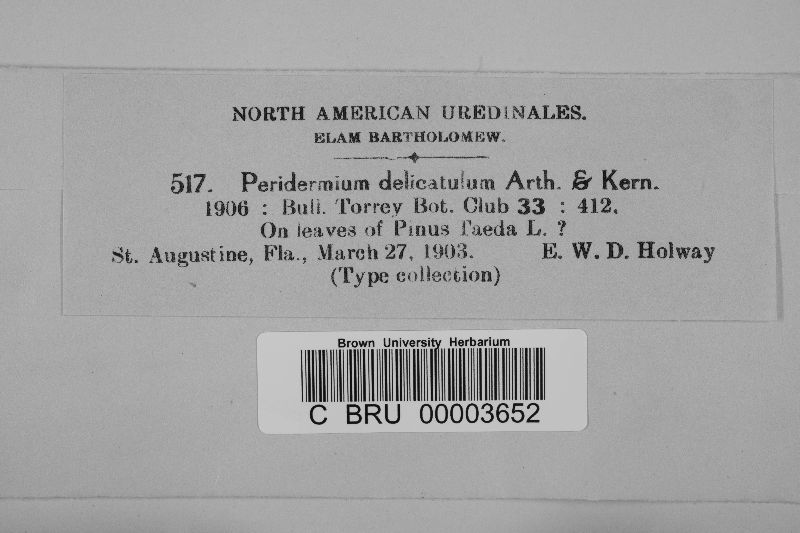 NORTH AMERICAN UREDINALES.
ELAM BARTHOLOMEW.
517. Peridermium delicatulum Arth. & Kern.
1906 : Bull. Torrey Bot. Club 33 : 412.
On leaves of Pinus Taeda L. ?
St. Augustine, Fla., March 27, 1903. E. W. D. Holway
(Type collection)
Brown University Herbarium
C BRU 00003652